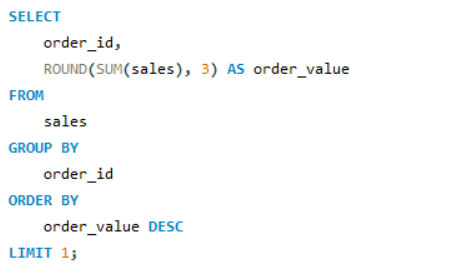 SELECT
    order_id,
    ROUND(SUM(sales), 3) AS order_value
FROM
    sales
GROUP BY
    order_id
ORDER BY
    order_value DESC
LIMIT 1;